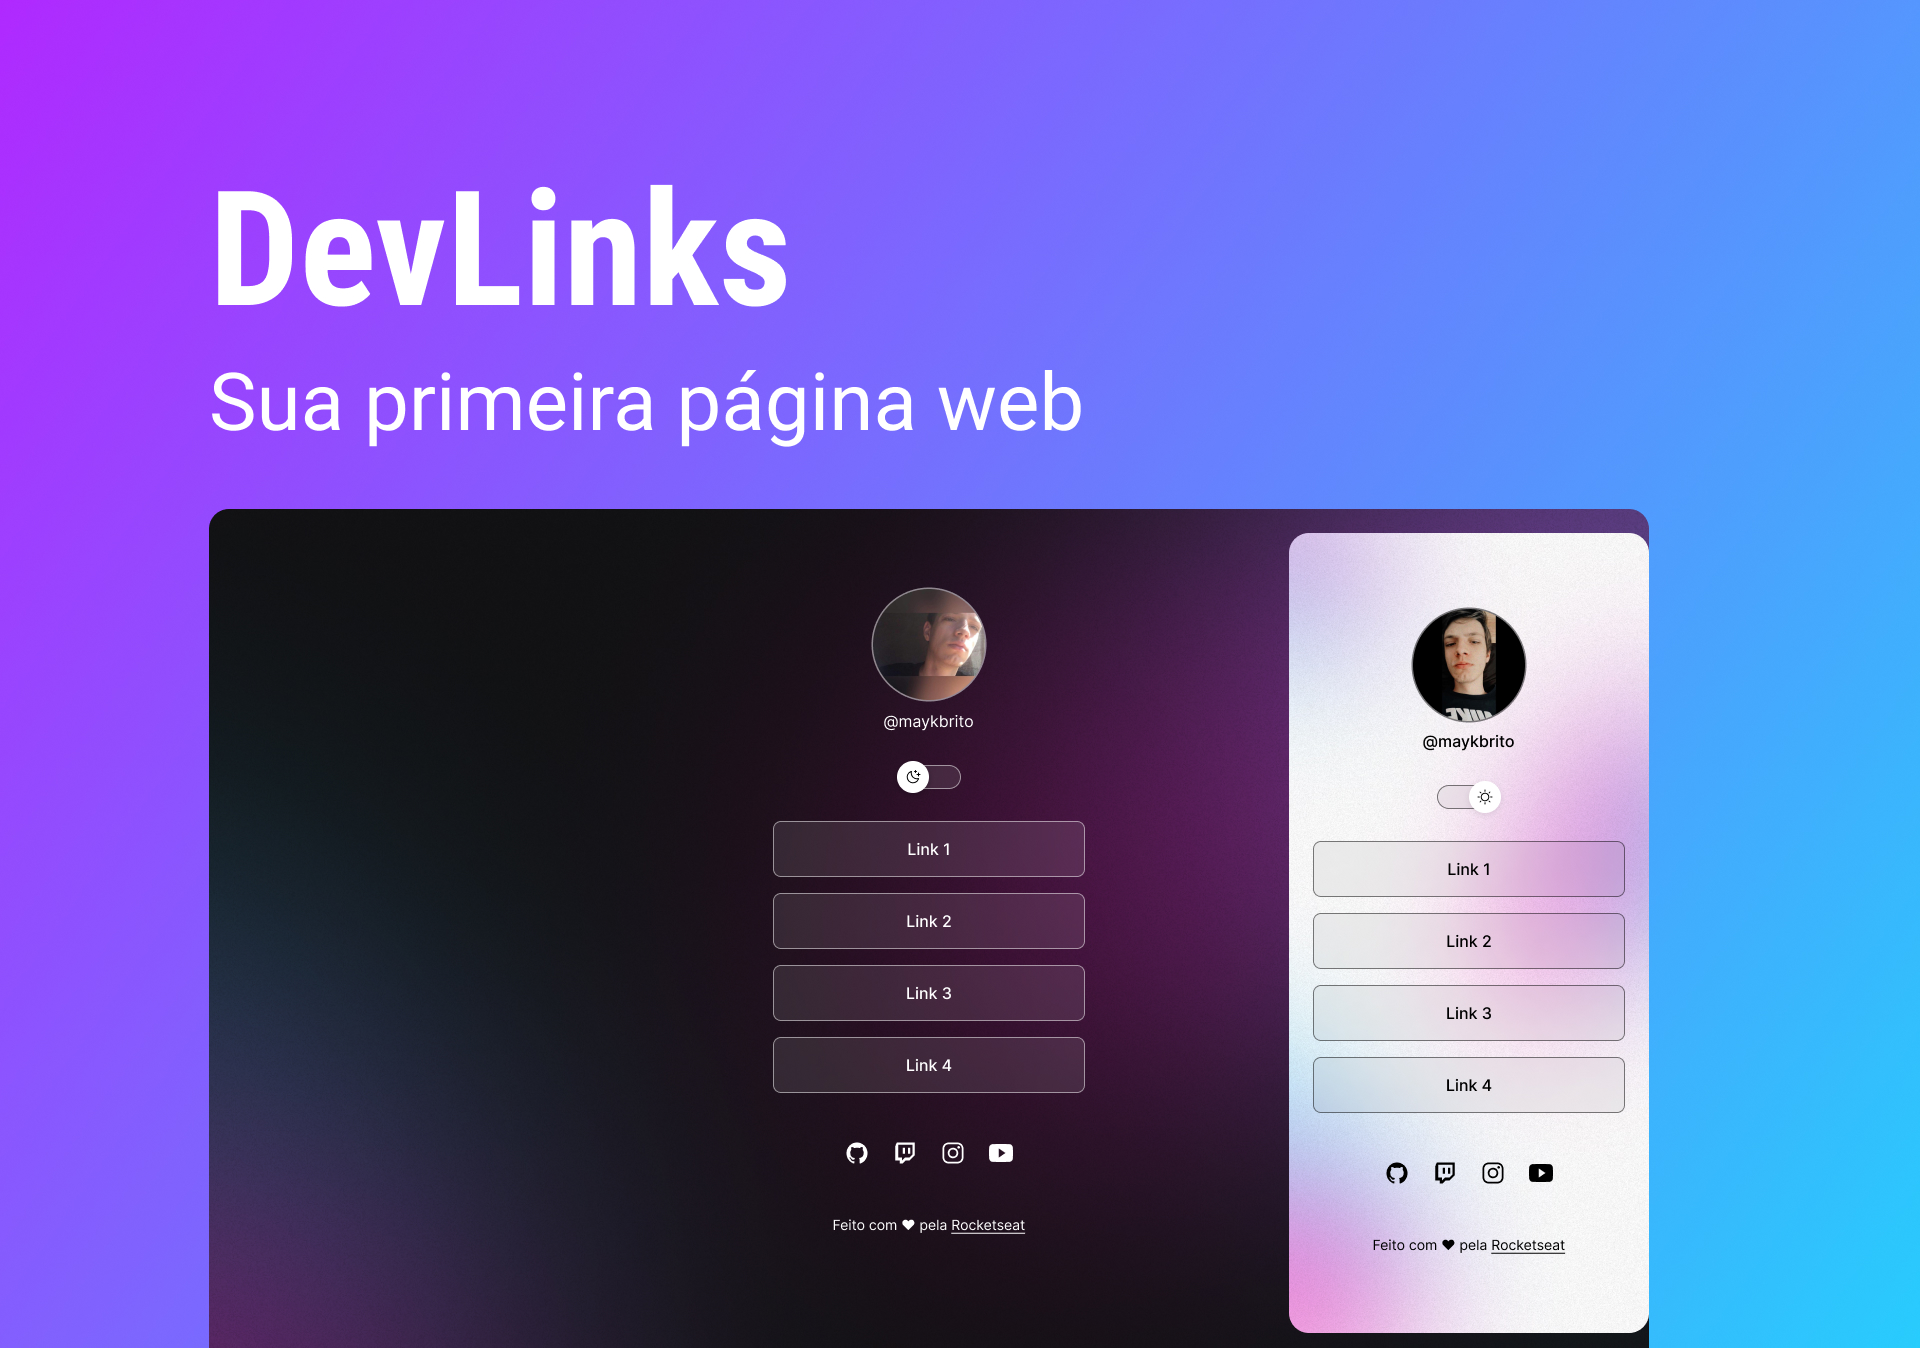 DevLinks
Sua primeira página web
@maykbrito
Link 1
Link 2
Link 3
Link 4
Feito com ♥ pela Rocketseat
@maykbrito
Link 1
Link 2
Link 3
Link 4
Feito com ♥ pela Rocketseat